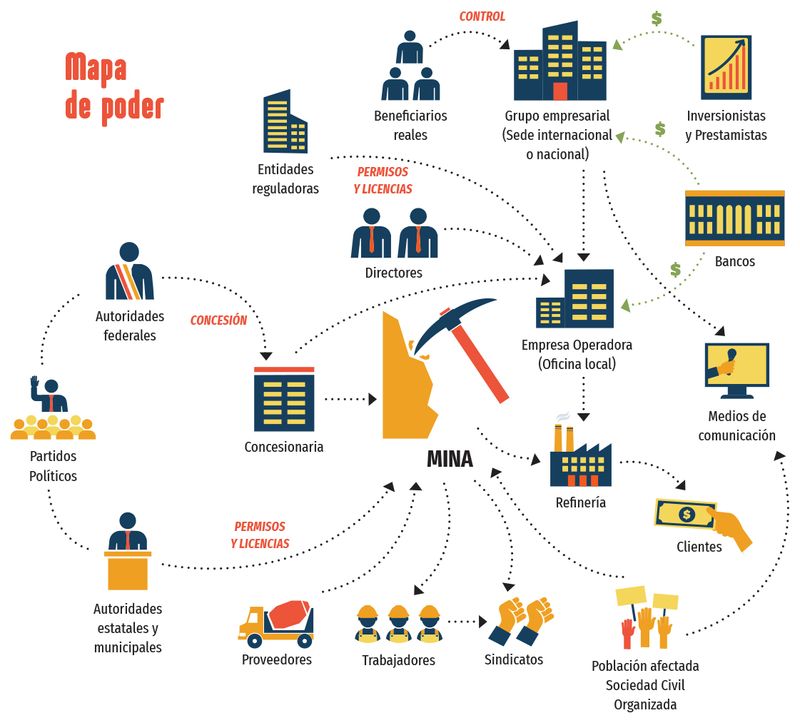 Mapa
de poder
CONTROL
$
Beneficiarios
reales
Grupo empresarial
(Sede internacional
o nacional)
Inversionistas
y Prestamistas
$
Entidades
reguladoras
PERMISOS
Y LICENCIAS
Directores
Bancos
$
Autoridades
federales
CONCESIÓN
Empresa Operadora
(Oficina local)
Concesionaria
Medios de
comunicación
Partidos
Políticos
MINA
Refinería
$
Clientes
PERMISOS
Y LICENCIAS
Autoridades
estatales y
municipales
Proveedores
Trabajadores
Sindicatos
Población afectada
Sociedad Civil
Organizada